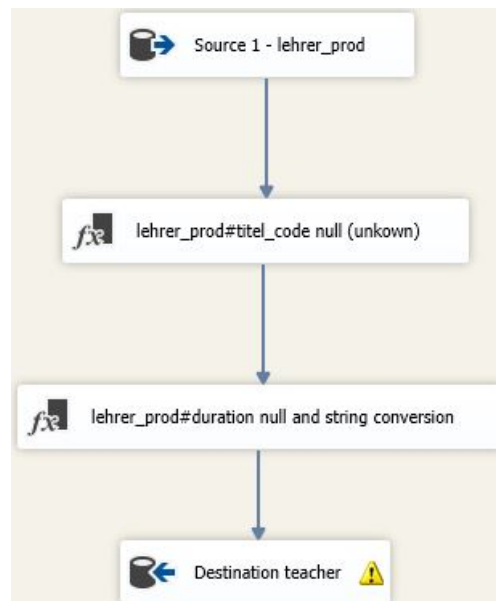 Source 1 - lehrer_prod
lehrer_prod#titel_code null (unkown)
lehrer_prod#duration null and string conversion
Destination teacher